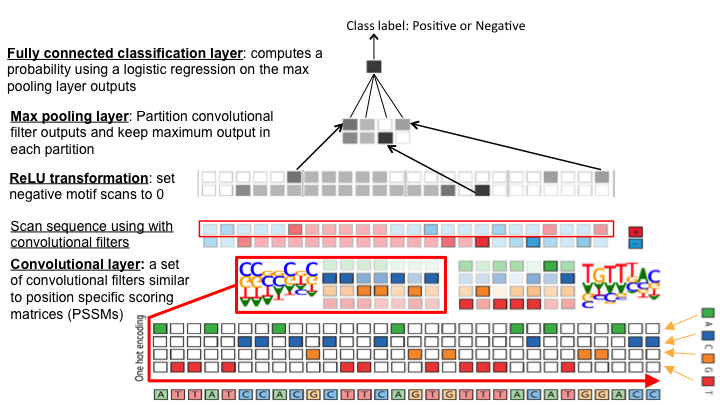 Class label: Positive or Negative
Fully connected classification layer: computes a
probability using a logistic regression on the max
pooling layer outputs
Max pooling layer: Partition convolutional
filter outputs and keep maximum output in
each partition
ReLU transformation: set
negative motif scans to 0
Scan sequence using with
convolutional filters
+
-
Convolutional layer: a set
of convolutional filters similar
to position specific scoring
matrices (PSSMs)
TGTTTAC
One hot encoding
A
C
G
T
A T T A T C C A C G C T T C A G T G T T T A C A T G G A C C